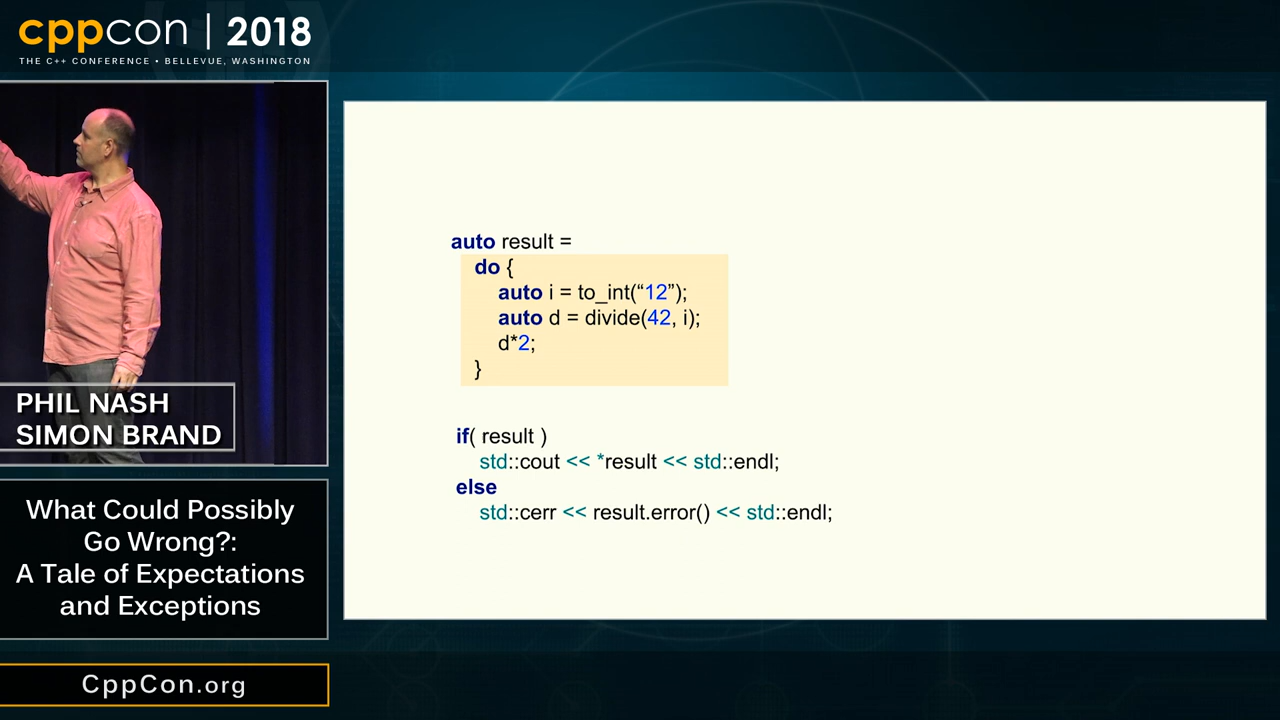 cppcon | 2018
THE C++ CONFERENCE • BELLEVUE, WASHINGTON
PHIL NASH
SIMON BRAND
What Could Possibly
Go Wrong?:
A Tale of Expectations
and Exceptions
CppCon.org
auto result =
do {
auto i = to_int(“12”);
auto d = divide(42, i);
d*2;
}
if( result )
std::cout << *result << std::endl;
else
std::cerr << result.error() << std::endl;